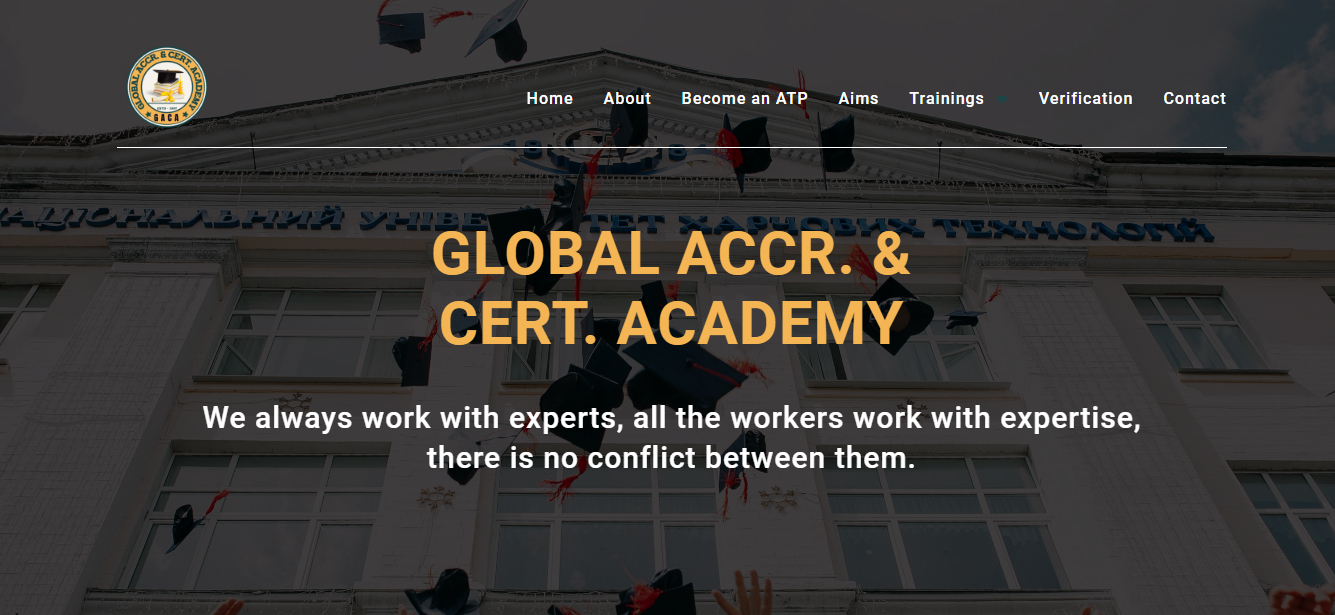 GLOBAL ACCR. & CERT. ACADEMY
GACA
Home About Become an ATP Aims Trainings Verification Contact
18 84
НАЦІОНАЛЬНИЙ УНІВЕ ТЕТ ХАРЧОВИХ ТЕХНОЛОГІЙ
GLOBAL ACCR. &
CERT. ACADEMY
We always work with experts, all the workers work with expertise,
there is no conflict between them.